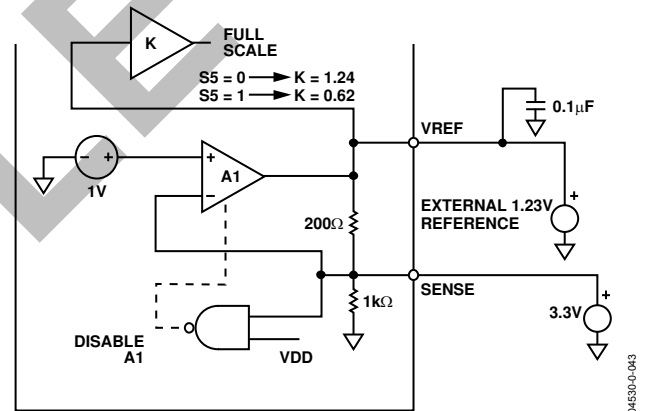 K
FULL
SCALE
S5 = 0 → K = 1.24
S5 = 1 → K = 0.62
0.1μF
VREF
− +
1V
+
A1
−
EXTERNAL 1.23V
REFERENCE
+
200Ω
SENSE
1kΩ
+
3.3V
DISABLE
A1
VDD
04530-0-043